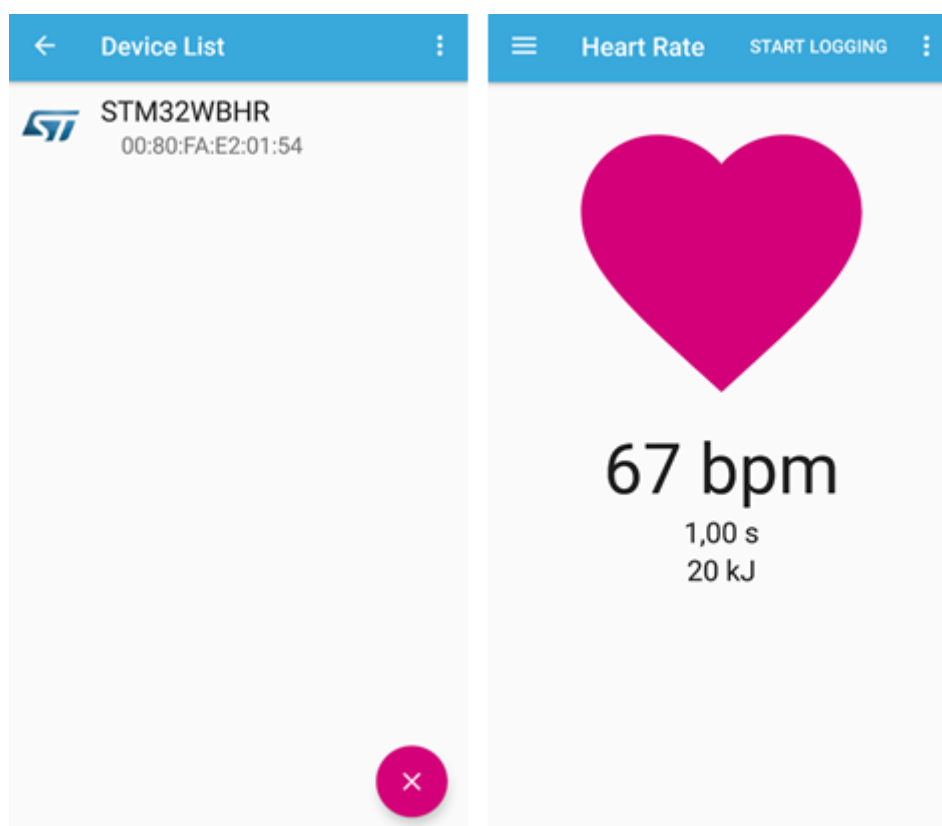 Device List
STM32WBHR
00:80:FA:E2:01:54
Heart Rate START LOGGING
67 bpm
1,00 s
20 kJ